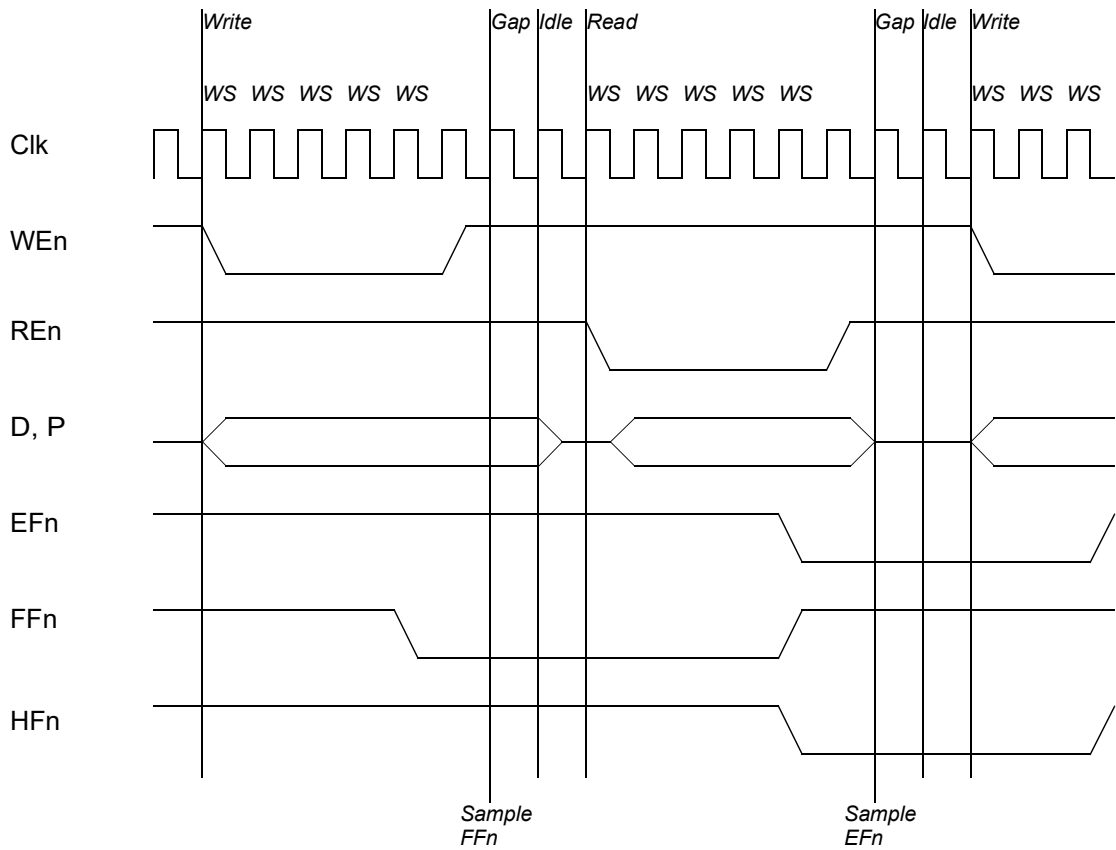 Write Gap Idle Read Gap Idle Write
WS WS WS WS WS WS WS WS WS WS WS WS WS
Clk
WEn
REn
D, P
EFn
FFn
HFn
Sample Sample
FFn EFn